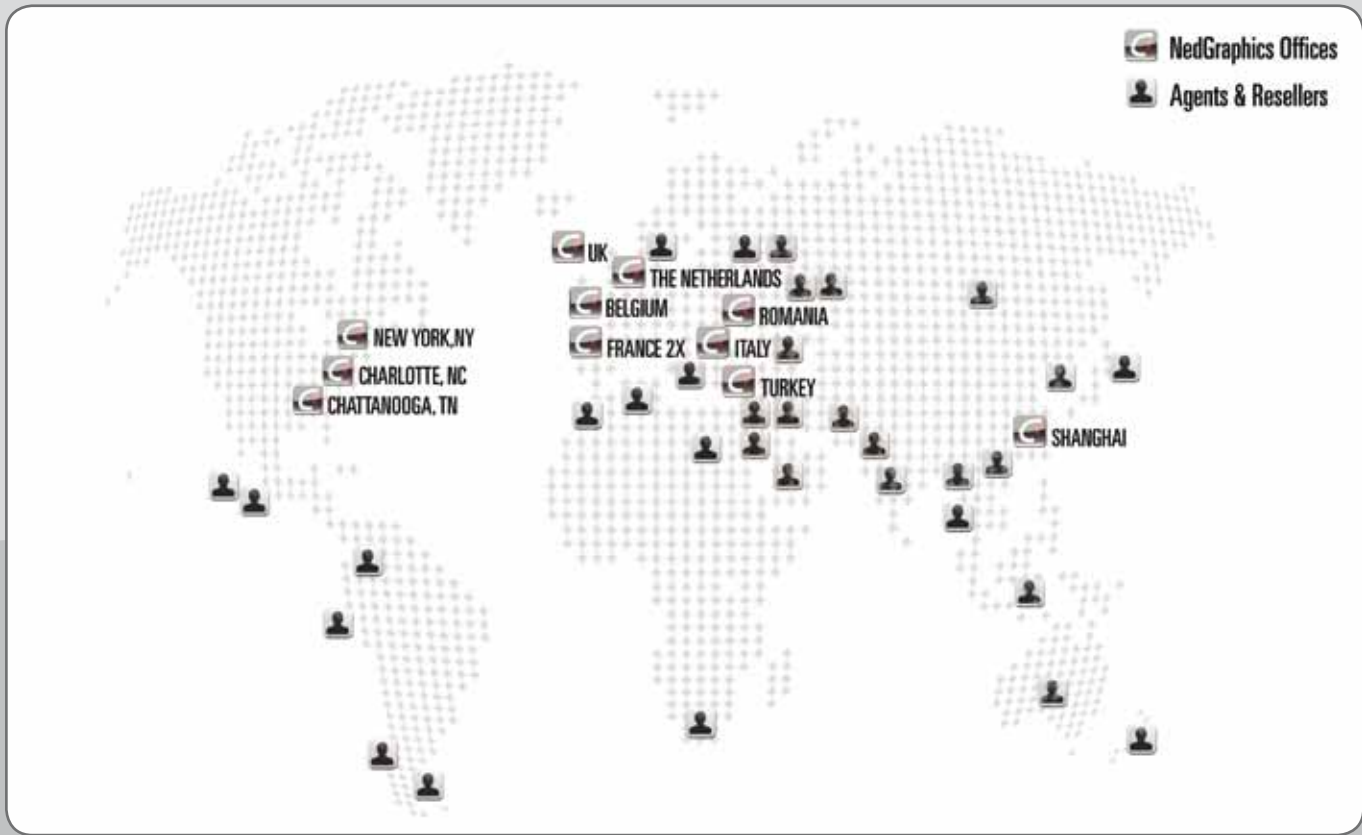 NedGraphics Offices
Agents & Resellers
UK
THE NETHERLANDS
BELGIUM
ROMANIA
NEW YORK,NY
FRANCE 2X
ITALY
CHARLOTTE, NC
TURKEY
CHATTANOOGA, TN
SHANGHAI